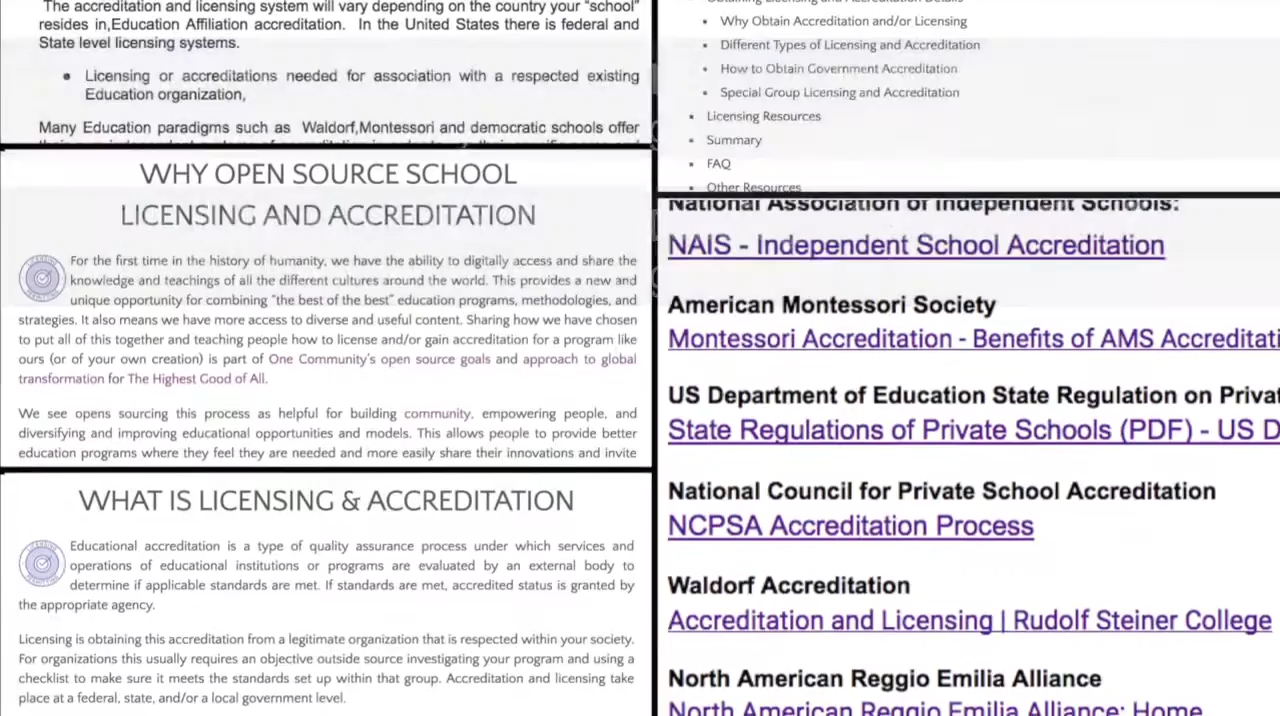 The accreditation and licensing system will vary depending on the country your “school”
resides in,Education Affiliation accreditation. In the United States there is federal and
State level licensing systems.
• Licensing or accreditations needed for association with a respected existing
Education organization,
Many Education paradigms such as Waldorf,Montessori and democratic schools offer
WHY OPEN SOURCE SCHOOL
LICENSING AND ACCREDITATION
For the first time in the history of humanity, we have the ability to digitally access and share the
knowledge and teachings of all the different cultures around the world. This provides a new and
unique opportunity for combining "the best of the best" education programs, methodologies, and
strategies. It also means we have more access to diverse and useful content. Sharing how we have chosen
to put all of this together and teaching people how to license and/or gain accreditation for a program like
ours (or of your own creation) is part of One Community's open source goals and approach to global
transformation for The Highest Good of All.
We see opens sourcing this process as helpful for building community, empowering people, and
diversifying and improving educational opportunities and models. This allows people to provide better
education programs where they feel they are needed and more easily share their innovations and invite
WHAT IS LICENSING & ACCREDITATION
Educational accreditation is a type of quality assurance process under which services and
operations of educational institutions or programs are evaluated by an external body to
determine if applicable standards are met. If standards are met, accredited status is granted by
the appropriate agency.
Licensing is obtaining this accreditation from a legitimate organization that is respected within your society.
For organizations this usually requires an objective outside source investigating your program and using a
checklist to make sure it meets the standards set up within that group. Accreditation and licensing take
place at a federal, state, and/or a local government level.
Obtaining Licensing and Accreditation Details
▪ Why Obtain Accreditation and/or Licensing
▪ Different Types of Licensing and Accreditation
▪ How to Obtain Government Accreditation
▪ Special Group Licensing and Accreditation
▪ Licensing Resources
▪ Summary
▪ FAQ
▪ Other Resources
National Association of Independent Schools:
NAIS - Independent School Accreditation
American Montessori Society
Montessori Accreditation - Benefits of AMS Accreditati
US Department of Education State Regulation on Priva
State Regulations of Private Schools (PDF) - US D
National Council for Private School Accreditation
NCPSA Accreditation Process
Waldorf Accreditation
Accreditation and Licensing | Rudolf Steiner College
North American Reggio Emilia Alliance
North American Reggio Emilia Alliance: Home